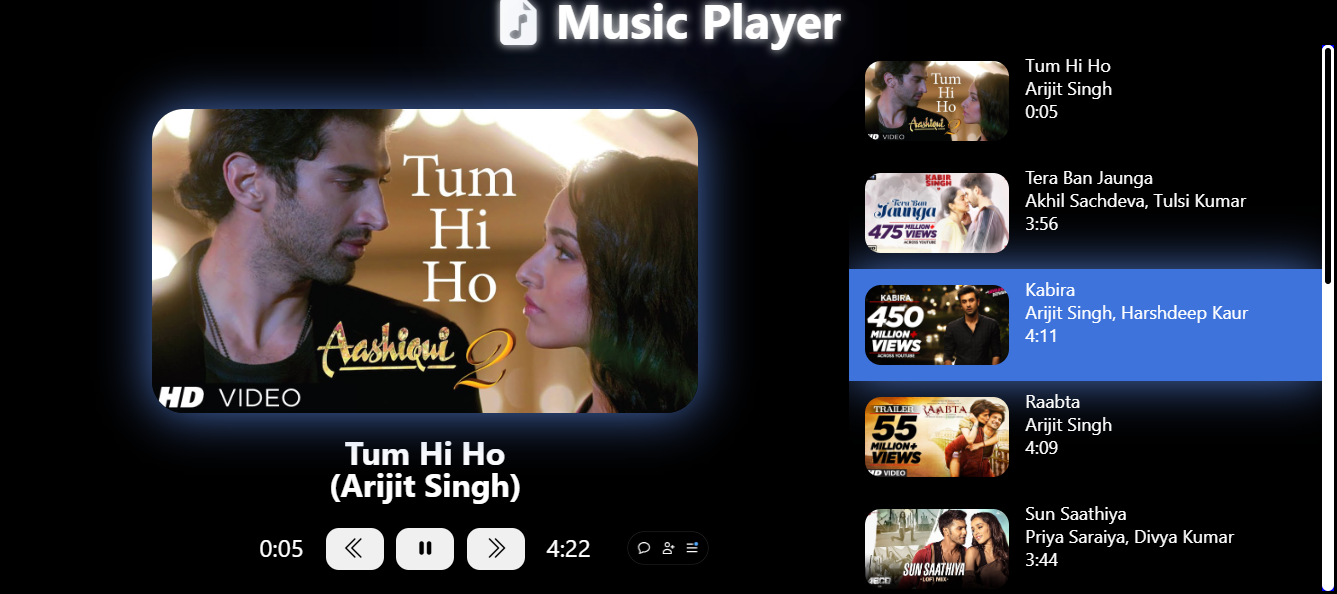 Music Player
Tum
Hi
Ho
Aashiqui 2
HD VIDEO
Tum Hi Ho
(Arijit Singh)
0:05
4:22
Tum
Hi
Ho
Aashiqui 2
HD VIDEO
Tum Hi Ho
Arijit Singh
0:05
KABIR
SINGH
Tera Ban
Jaunga
475 MILLION+
VIEWS
ACROSS YOUTUBE
Tera Ban Jaunga
Akhil Sachdeva, Tulsi Kumar
3:56
KABIRA
450
MILLION+
VIEWS
ACROSS YOUTUBE
Kabira
Arijit Singh, Harshdeep Kaur
4:11
TRAILER RAABTA
55
MILLION+
VIEWS
HD VIDEO
Raabta
Arijit Singh
4:09
SUN SAATHIYA
LOFI MIX
Sun Saathiya
Priya Saraiya, Divya Kumar
3:44